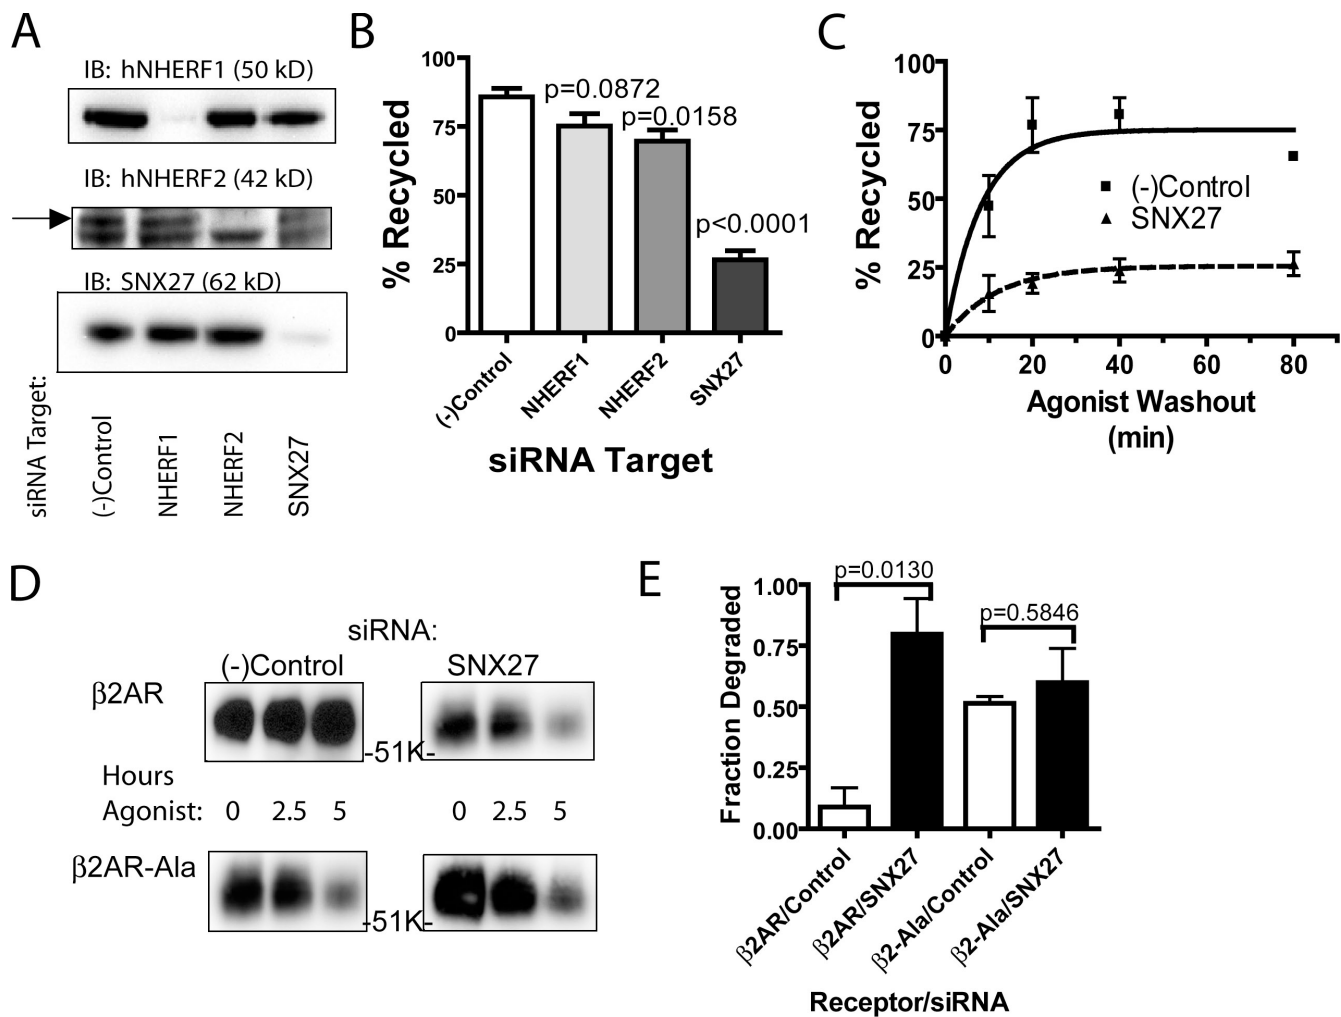 A
IB: hNHERF1 (50 kD)
IB: hNHERF2 (42 kD)
IB: SNX27 (62 kD)
siRNA Target:
(-)Control
NHERF1
NHERF2
SNX27
B
% Recycled
100
75
50
25
0
p=0.0872
p=0.0158
p<0.0001
(-)Control
NHERF1
NHERF2
SNX27
siRNA Target
C
% Recycled
100
75
50
25
0
(-)Control
SNX27
0 20 40 60 80
Agonist Washout
(min)
D
siRNA:
(-)Control SNX27
β2AR
-51K-
Hours
Agonist: 0 2.5 5 0 2.5 5
β2AR-Ala
-51K-
E
Fraction Degraded
1.00
0.75
0.50
0.25
0.00
p=0.0130
p=0.5846
β2AR/Control
β2AR/SNX27
β2-Ala/Control
β2-Ala/SNX27
Receptor/siRNA